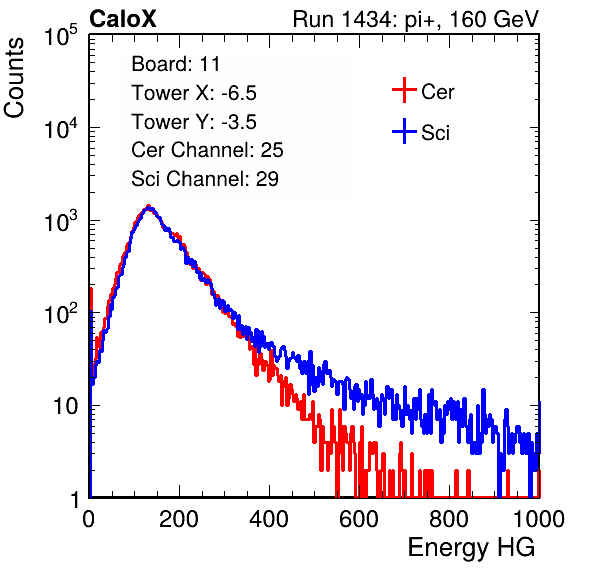 CaloX Run 1434: pi+, 160 GeV
Counts
Board: 11
Tower X: -6.5
Tower Y: -3.5
Cer Channel: 25
Sci Channel: 29
Cer
Sci
10^5
10^4
10^3
10^2
10
1
0 200 400 600 800 1000
Energy HG